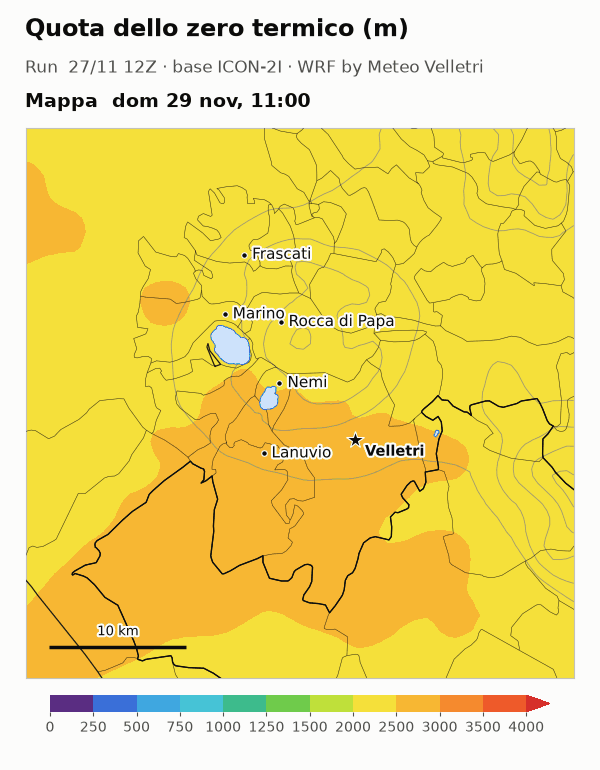 Quota dello zero termico (m)
Run  27/11 12Z · base ICON-2I · WRF by Meteo Velletri
Mappa  dom 29 nov, 11:00
Frascati
Marino
Rocca di Papa
Nemi
Velletri
Lanuvio
10 km
0 250 500 750 1000 1250 1500 2000 2500 3000 3500 4000